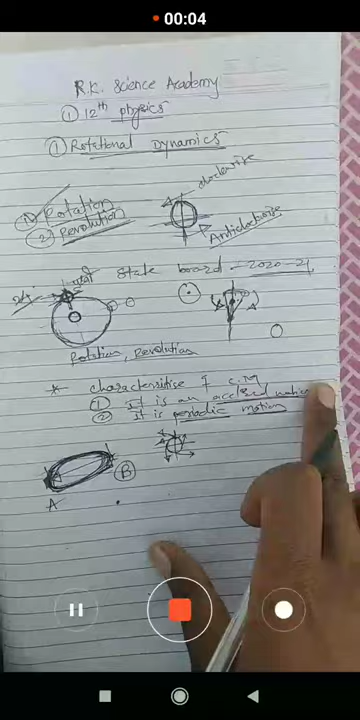 00:04
R.K. Science Academy
① 12th physics
① Rotational Dynamics
clockwise
① Rotation
② Revolution
Anticlockwise
State board - 2020-21
Rotation, Revolution
* characteristics of C.M
① It is an accelerated motion
② It is periodic motion
A
B